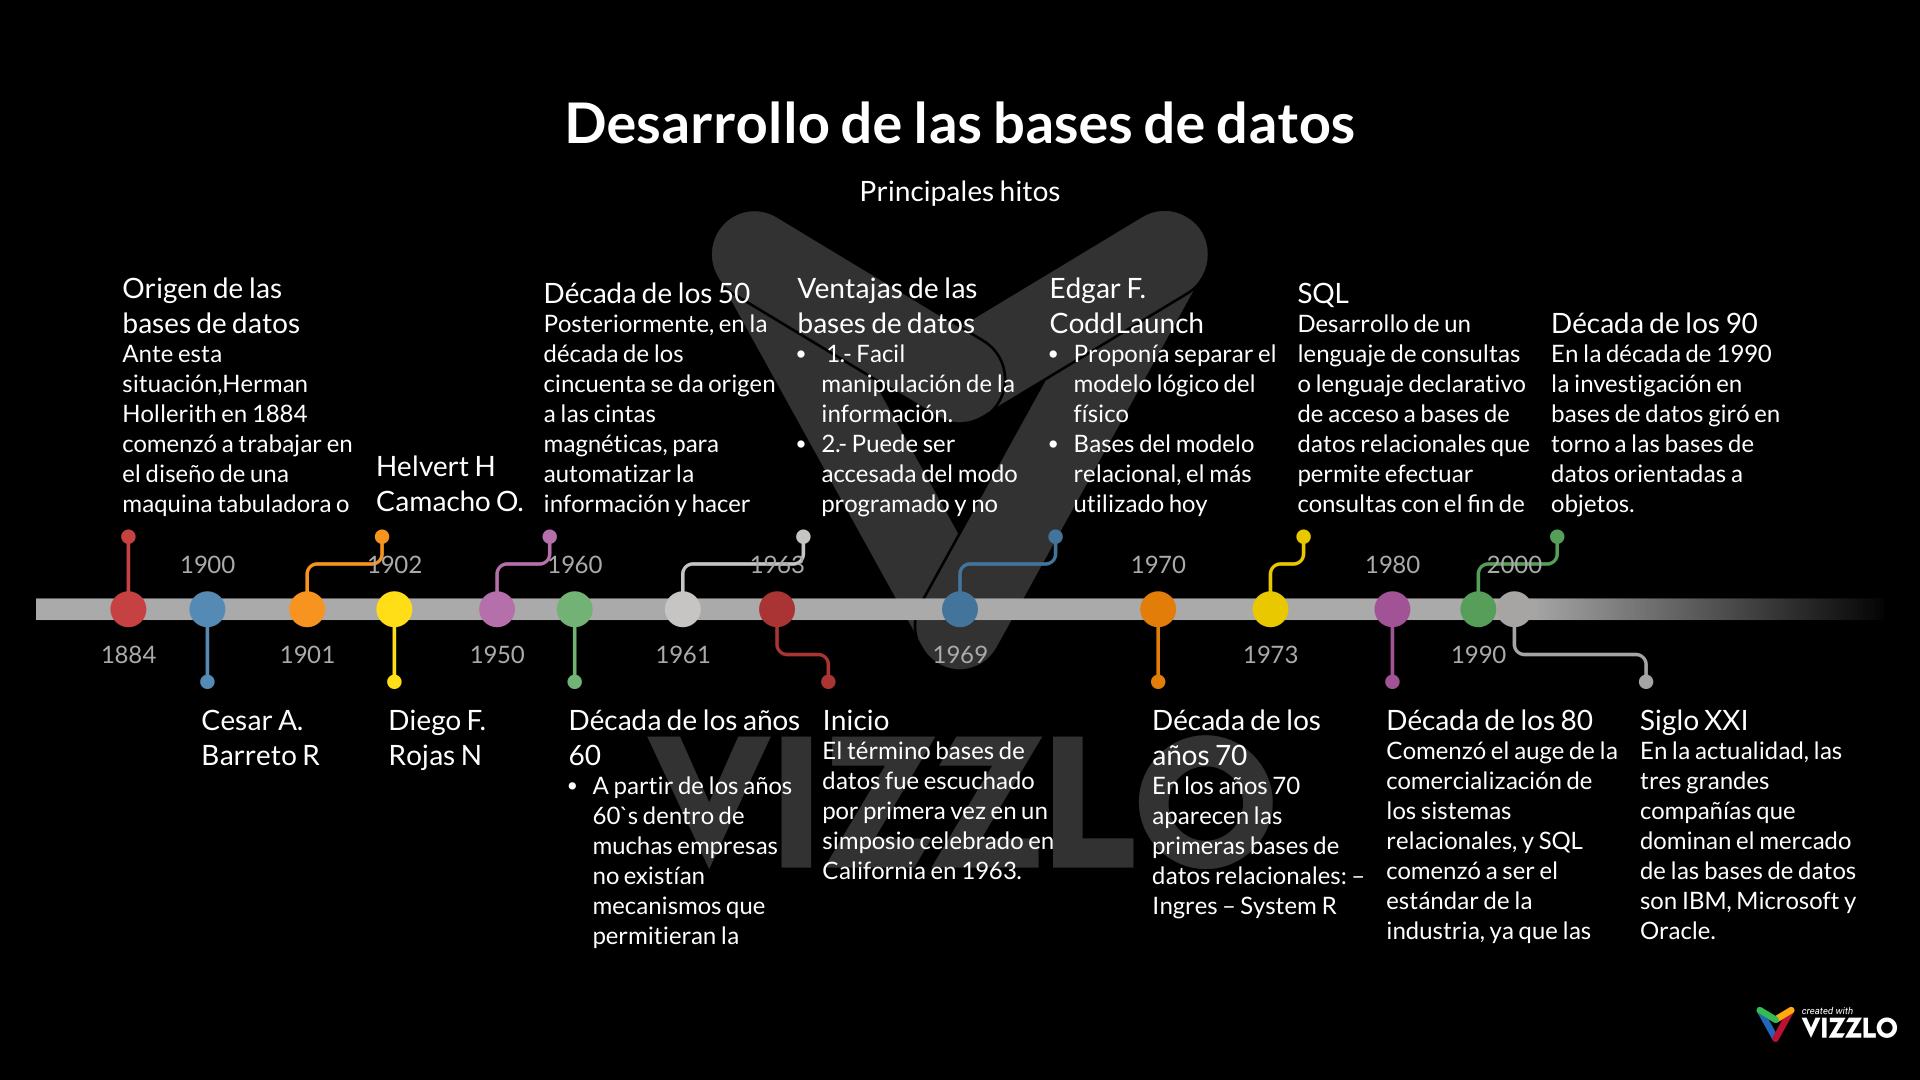 Desarrollo de las bases de datos
Principales hitos
Origen de las
bases de datos
Ante esta
situación,Herman
Hollerith en 1884
comenzó a trabajar en
el diseño de una
maquina tabuladora o
Helvert H
Camacho O.
Década de los 50
Posteriormente, en la
década de los
cincuenta se da origen
a las cintas
magnéticas, para
automatizar la
información y hacer
Ventajas de las
bases de datos
• 1.- Facil
manipulación de la
información.
• 2.- Puede ser
accesada del modo
programado y no
Edgar F.
CoddLaunch
• Proponía separar el
modelo lógico del
físico
• Bases del modelo
relacional, el más
utilizado hoy
SQL
Desarrollo de un
lenguaje de consultas
o lenguaje declarativo
de acceso a bases de
datos relacionales que
permite efectuar
consultas con el fin de
Década de los 90
En la década de 1990
la investigación en
bases de datos giró en
torno a las bases de
datos orientadas a
objetos.
1900
1902
1960
1963
1970
1980
2000
1884
1901
1950
1961
1969
1973
1990
Cesar A.
Barreto R
Diego F.
Rojas N
Década de los años
60
• A partir de los años
60`s dentro de
muchas empresas
no existían
mecanismos que
permitieran la
Inicio
El término bases de
datos fue escuchado
por primera vez en un
simposio celebrado en
California en 1963.
Década de los
años 70
En los años 70
aparecen las
primeras bases de
datos relacionales: –
Ingres – System R
Década de los 80
Comenzó el auge de la
comercialización de
los sistemas
relacionales, y SQL
comenzó a ser el
estándar de la
industria, ya que las
Siglo XXI
En la actualidad, las
tres grandes
compañías que
dominan el mercado
de las bases de datos
son IBM, Microsoft y
Oracle.
VIZZLO
created with
VIZZLO